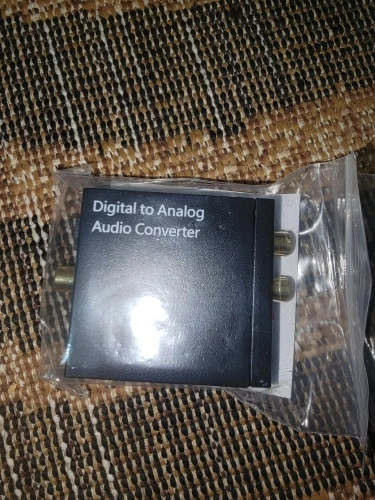 Digital to Analog
Audio Converter